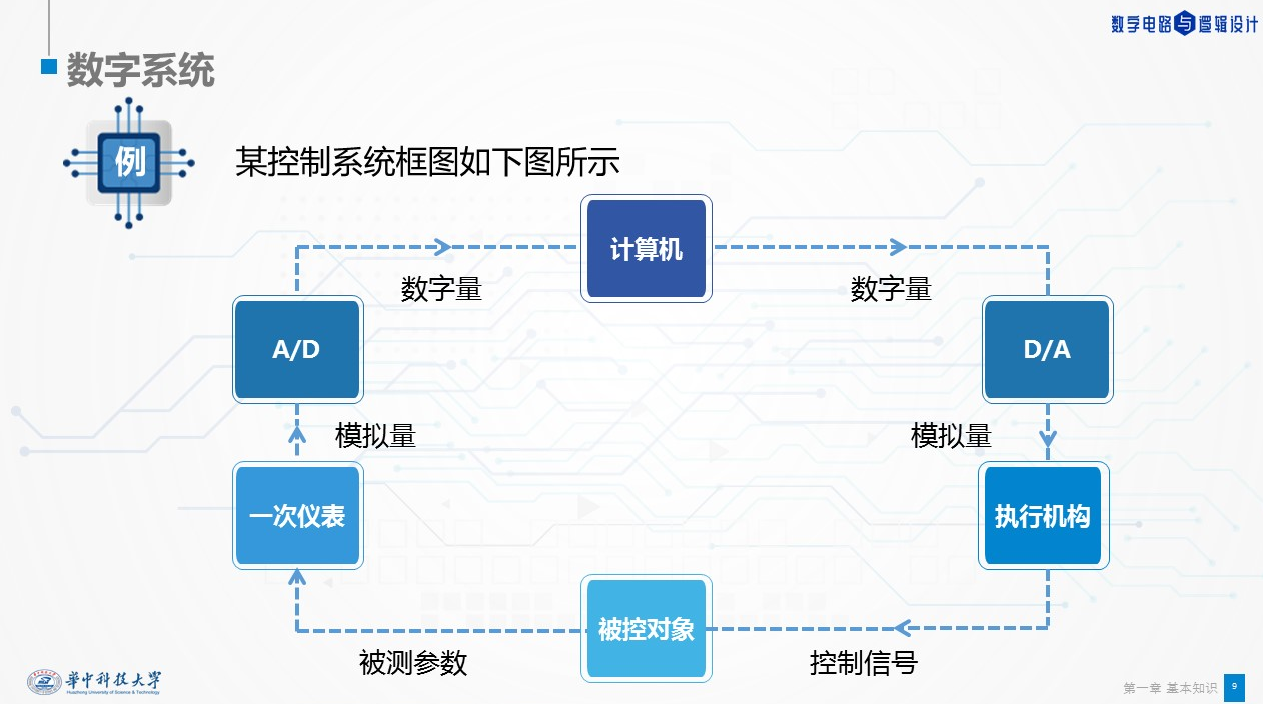 数字电路与逻辑设计
数字系统
例
某控制系统框图如下图所示
计算机
数字量
数字量
A/D
D/A
模拟量
模拟量
一次仪表
执行机构
被控对象
被测参数
控制信号
华中科技大学
Huazhong University of Science & Technology
第一章 基本知识
9